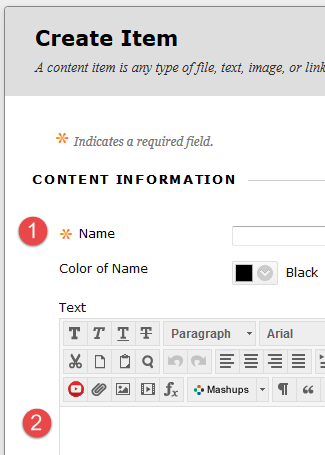 Create Item
A content item is any type of file, text, image, or link
* Indicates a required field.
CONTENT INFORMATION
1
* Name
Color of Name
Black
Text
T T T T Paragraph Arial
fx Mashups ¶ “
2